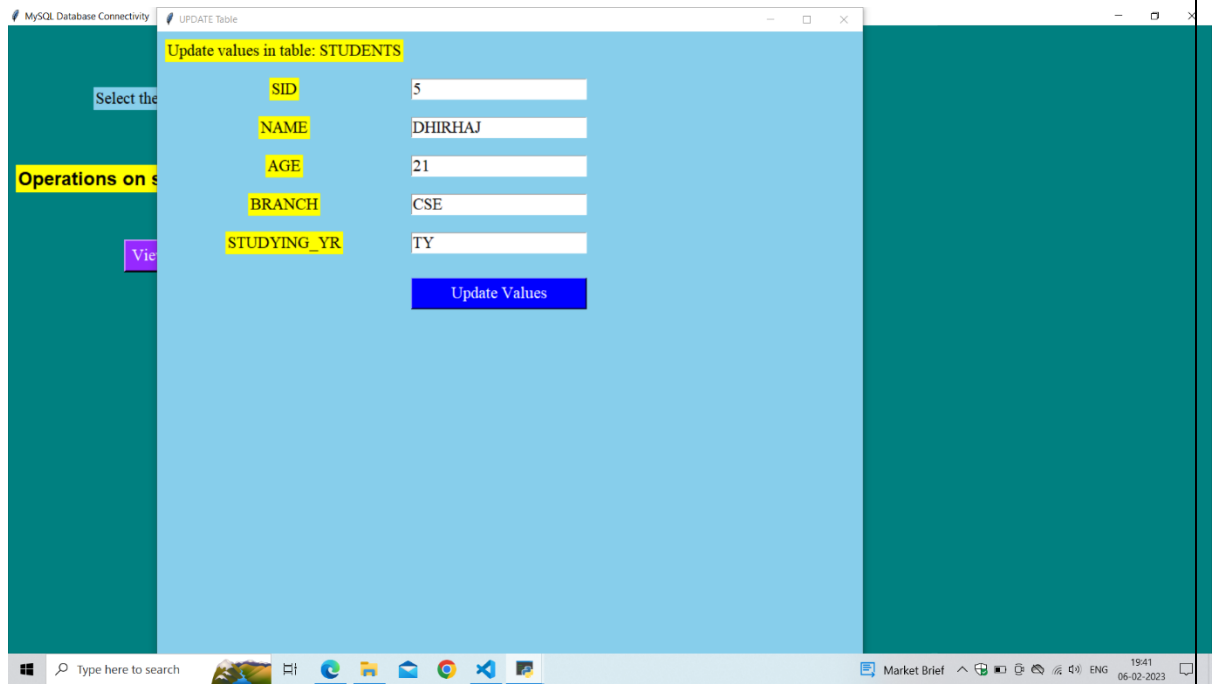 MySQL Database Connectivity
UPDATE Table
Update values in table: STUDENTS
Select the
SID 5
NAME DHIRHAJ
AGE 21
Operations on s
BRANCH CSE
STUDYING_YR TY
Vie
Update Values
Type here to search
Market Brief
ENG
19:41
06-02-2023